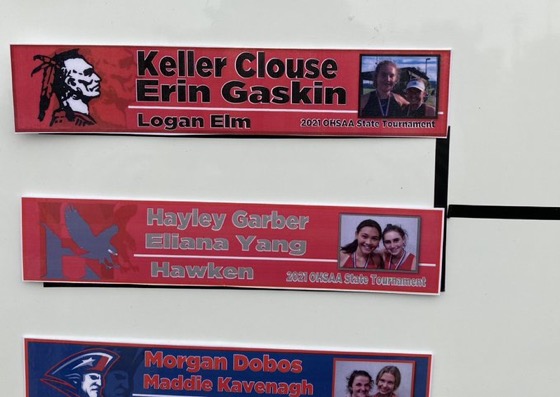 Keller Clouse
Erin Gaskin
Logan Elm
2021 OHSAA State Tournament
Hayley Garber
Eliana Yang
Hawken
2021 OHSAA State Tournament
Morgan Dobos
Maddie Kavenagh